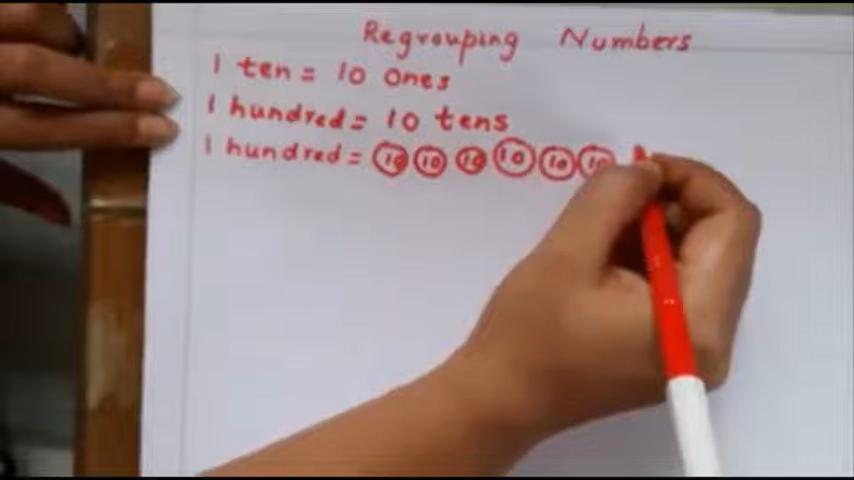 Regrouping Numbers
1 ten = 10 Ones
1 hundred = 10 tens
1 hundred = 10 10 10 10 10 10